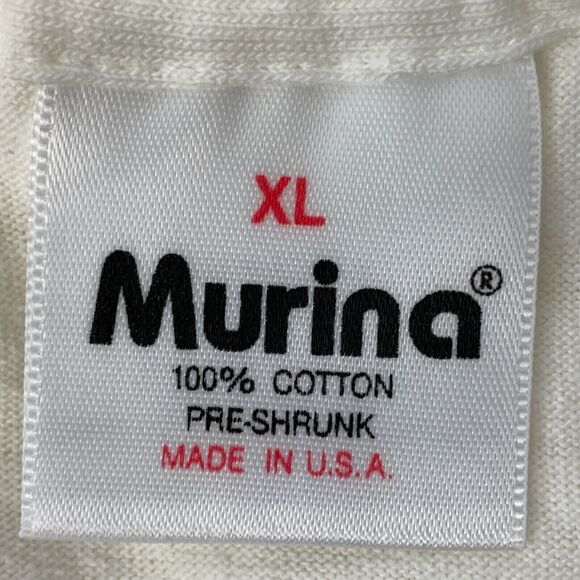 XL
Murina®
100% COTTON
PRE-SHRUNK
MADE IN U.S.A.